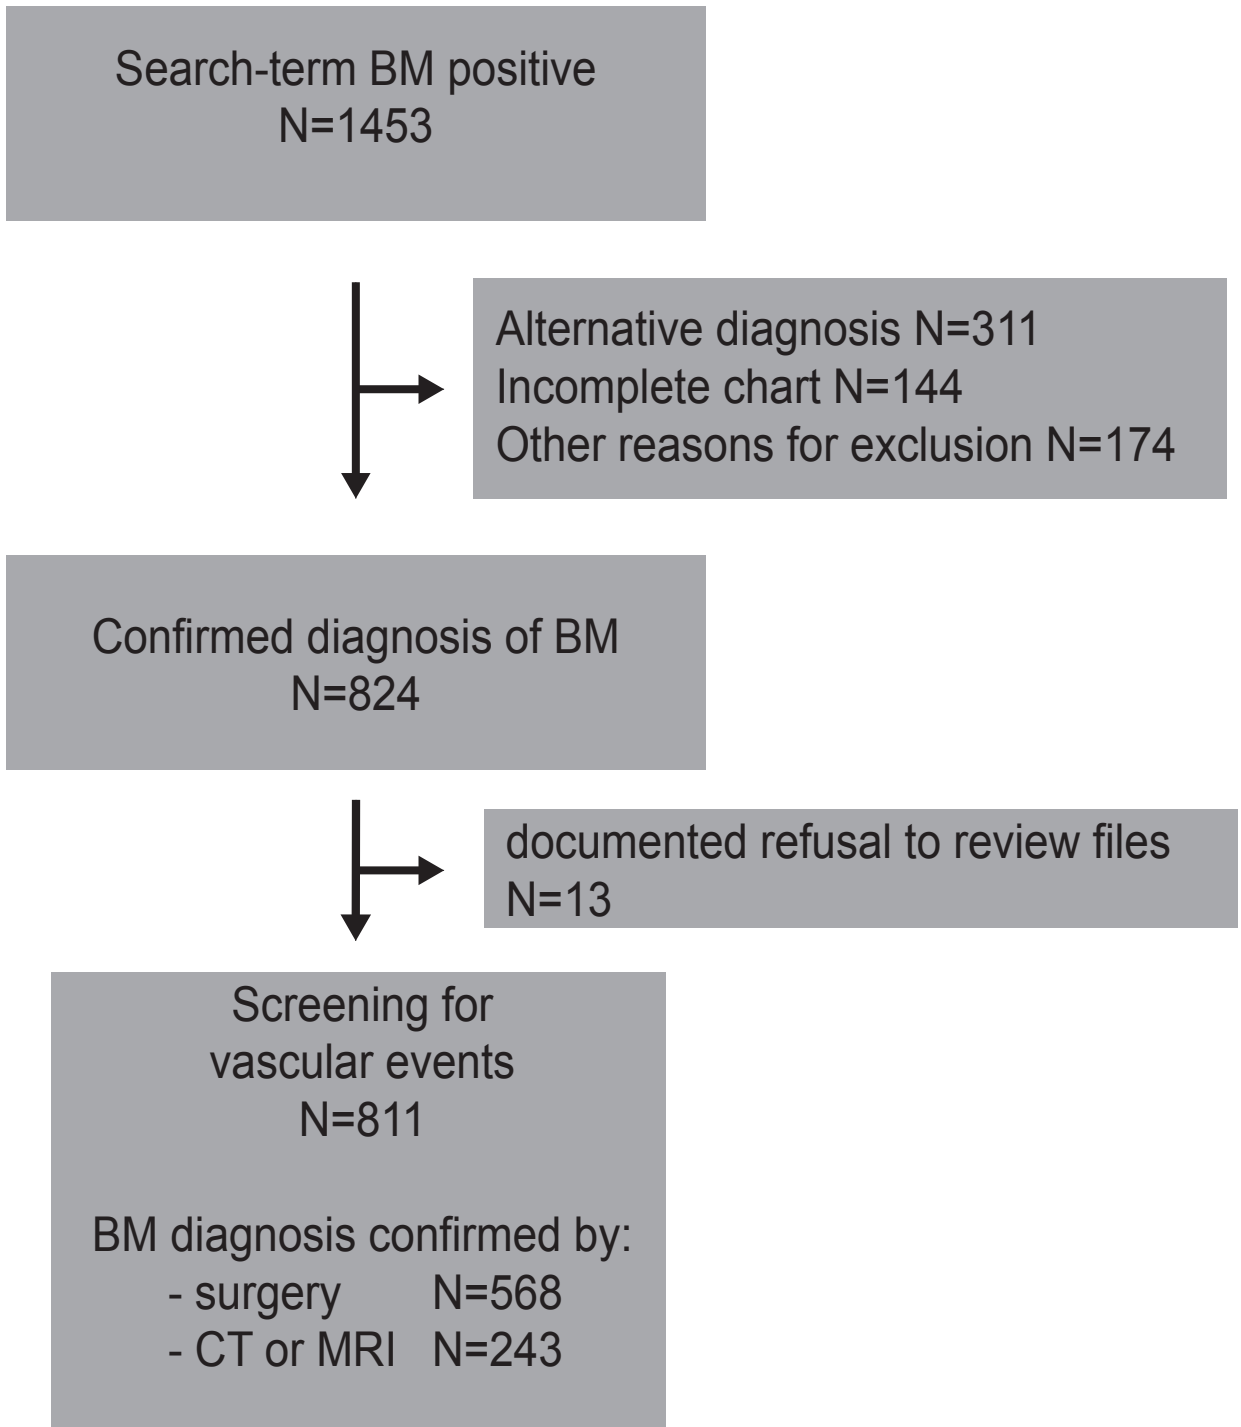 Search-term BM positive
N=1453
Alternative diagnosis N=311
Incomplete chart N=144
Other reasons for exclusion N=174
Confirmed diagnosis of BM
N=824
documented refusal to review files
N=13
Screening for
vascular events
N=811
BM diagnosis confirmed by:
- surgery N=568
- CT or MRI N=243